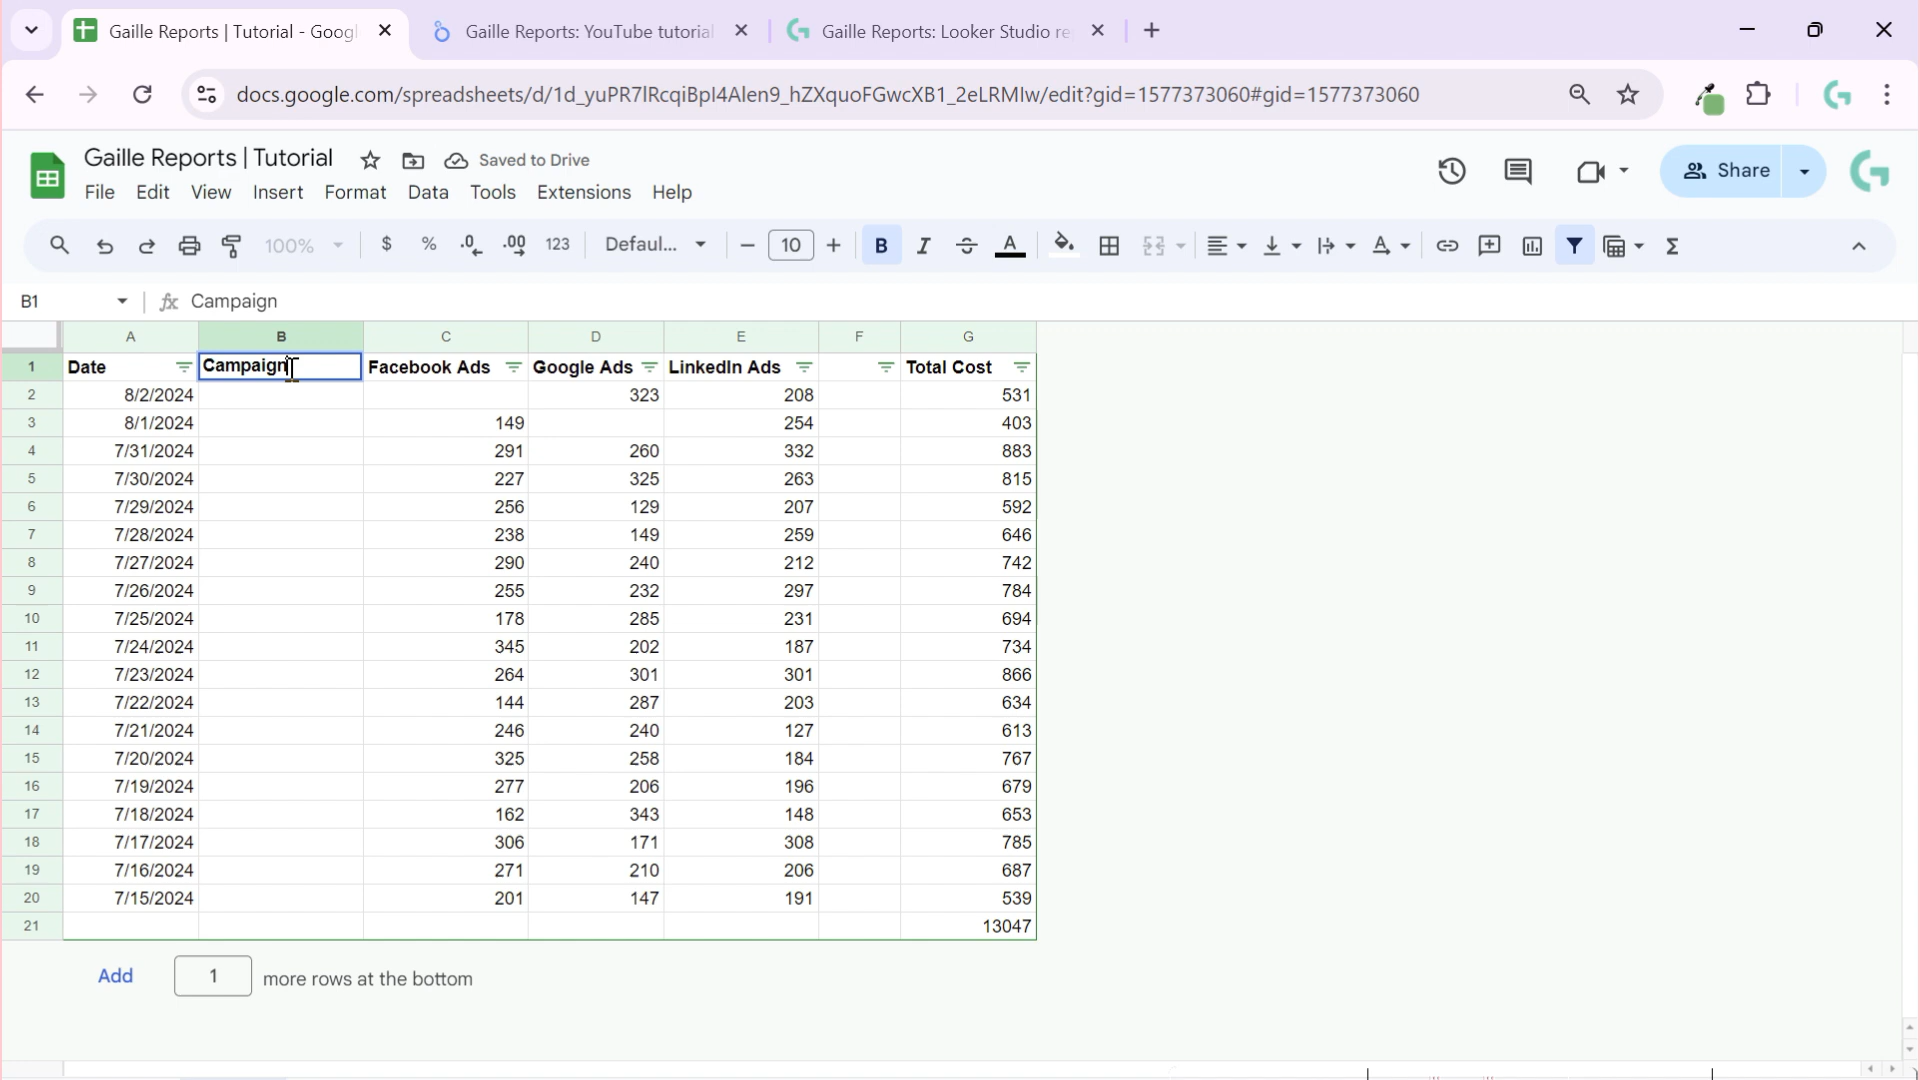 Gaille Reports | Tutorial - Googl
Gaille Reports: YouTube tutorial
Gaille Reports: Looker Studio re
docs.google.com/spreadsheets/d/1d_yuPR7lRcqiBpl4Alen9_hZXquoFGwcXB1_2eLRMlw/edit?gid=1577373060#gid=1577373060
Gaille Reports | Tutorial Saved to Drive
File Edit View Insert Format Data Tools Extensions Help
Share
100% $ % .0 .00 123 Defaul... 10 B I A
B1 fx Campaign
A B C D E F G
1 Date Campaign Facebook Ads Google Ads LinkedIn Ads Total Cost
2 8/2/2024 323 208 531
3 8/1/2024 149 254 403
4 7/31/2024 291 260 332 883
5 7/30/2024 227 325 263 815
6 7/29/2024 256 129 207 592
7 7/28/2024 238 149 259 646
8 7/27/2024 290 240 212 742
9 7/26/2024 255 232 297 784
10 7/25/2024 178 285 231 694
11 7/24/2024 345 202 187 734
12 7/23/2024 264 301 301 866
13 7/22/2024 144 287 203 634
14 7/21/2024 246 240 127 613
15 7/20/2024 325 258 184 767
16 7/19/2024 277 206 196 679
17 7/18/2024 162 343 148 653
18 7/17/2024 306 171 308 785
19 7/16/2024 271 210 206 687
20 7/15/2024 201 147 191 539
21 13047
Add 1 more rows at the bottom